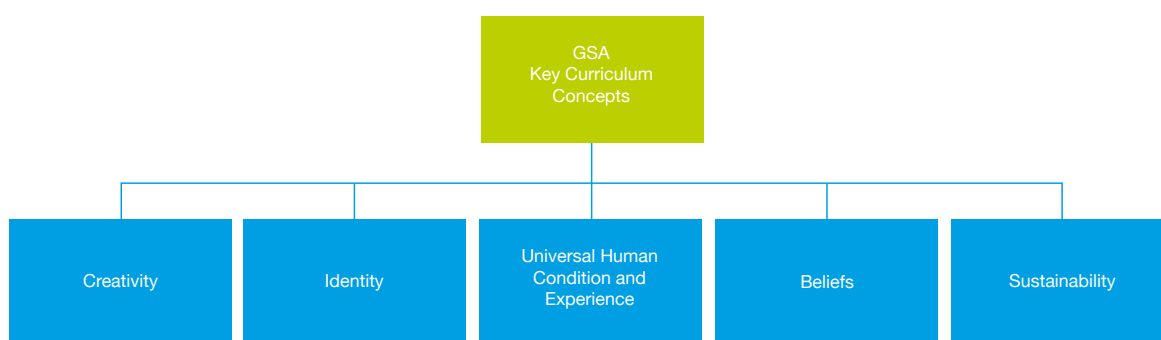 GSA
Key Curriculum
Concepts
Creativity
Identity
Universal Human
Condition and
Experience
Beliefs
Sustainability